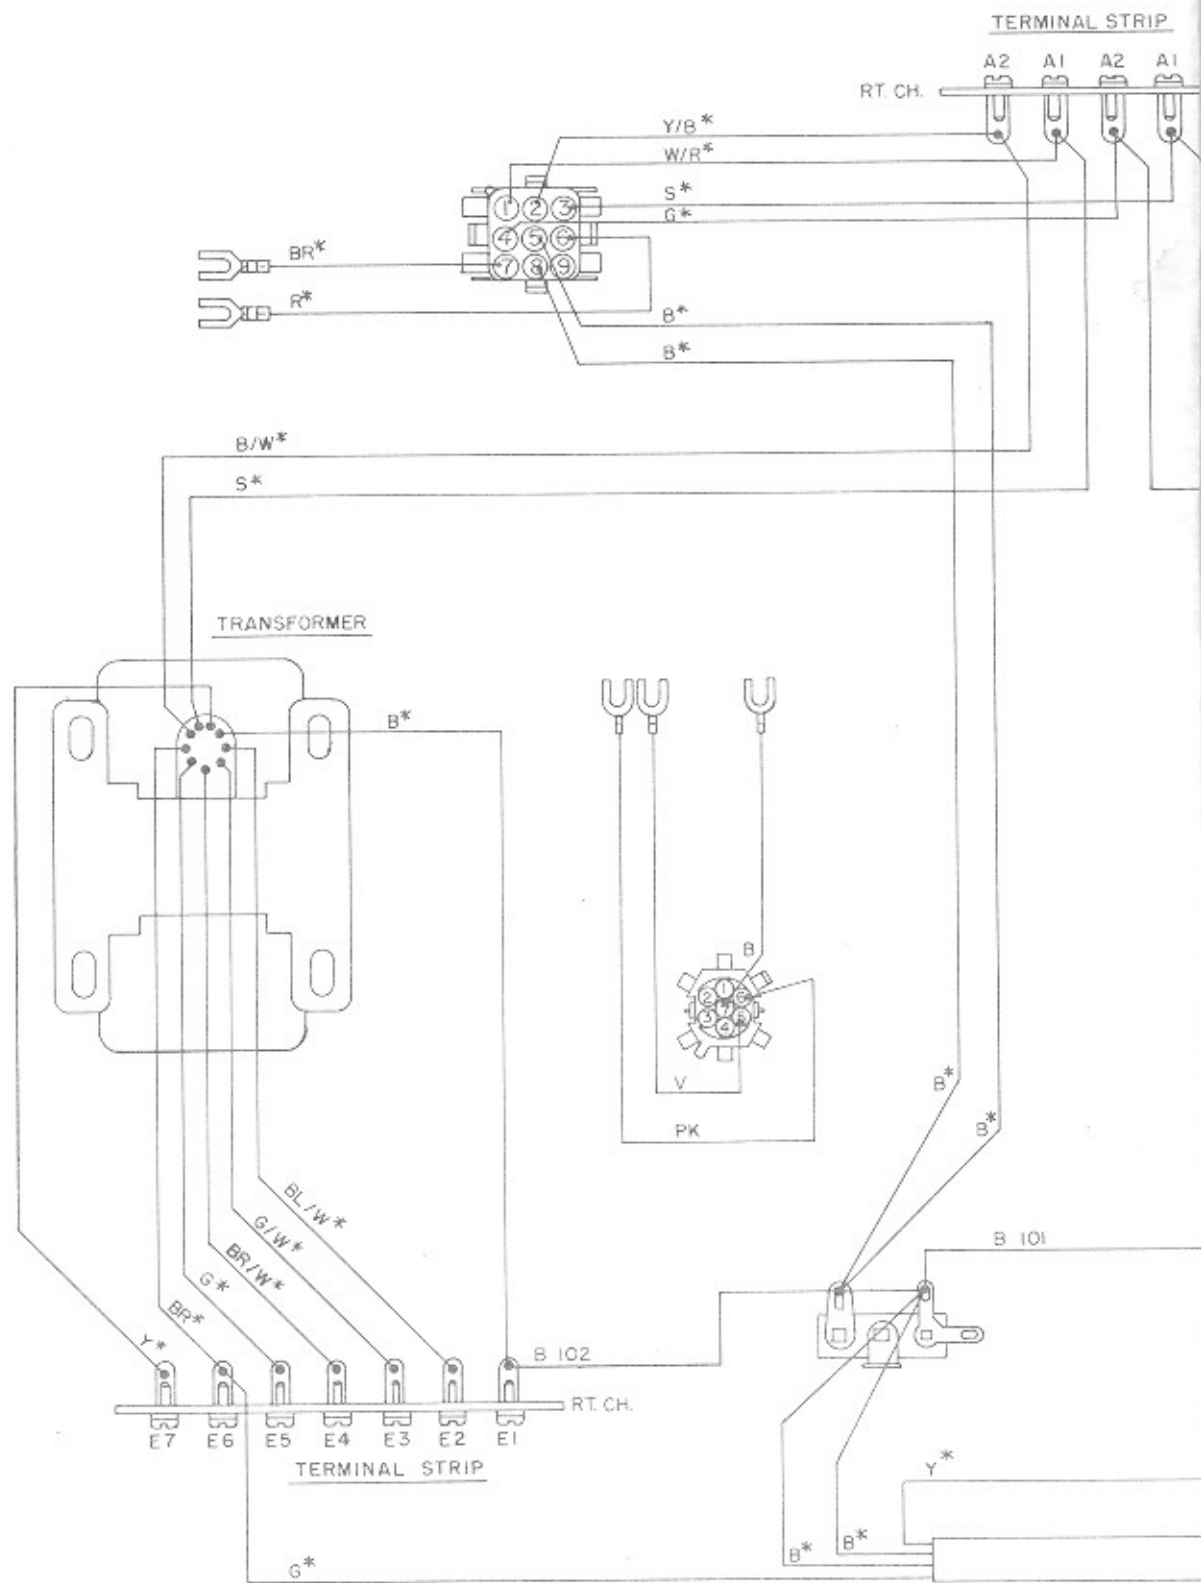 TERMINAL STRIP
A2 A1 A2 A1
RT. CH.
Y/B*
W/R*
S*
G*
1 2 3
4 5 6
7 8 9
BR*
R*
B*
B*
B/W*
S*
TRANSFORMER
B*
B
1
2 6
7
3 5
4
V
PK
B*
B*
BL/W*
G/W*
BR/W*
G*
BR*
Y*
B 101
B 102
RT. CH.
E7 E6 E5 E4 E3 E2 E1
TERMINAL STRIP
Y*
B*
B*
G*